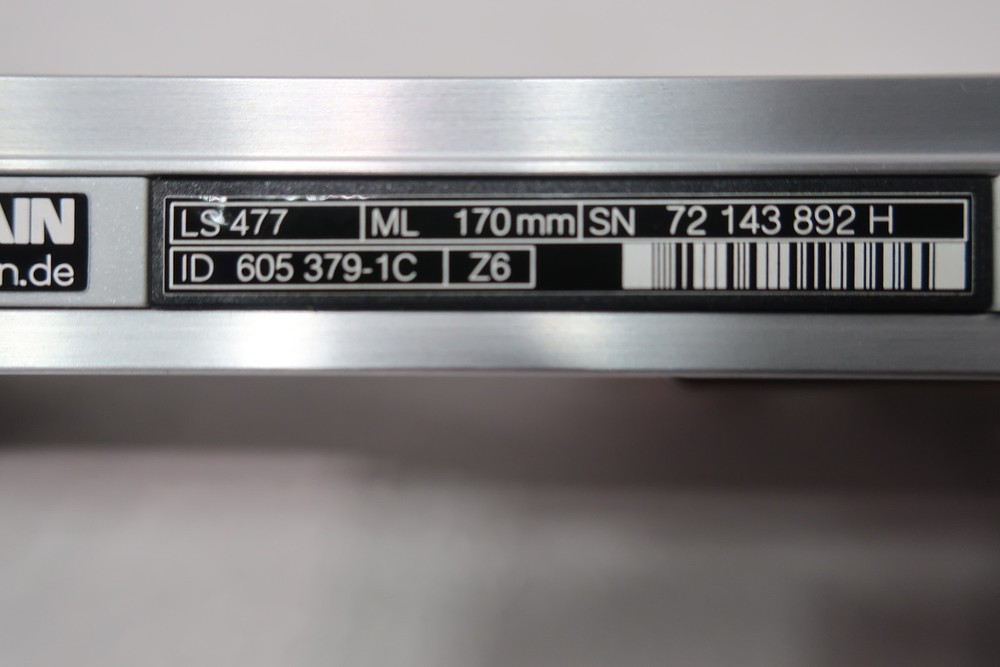 AIN
n.de
LS 477 ML 170 mm SN 72 143 892 H
ID 605 379-1C Z6